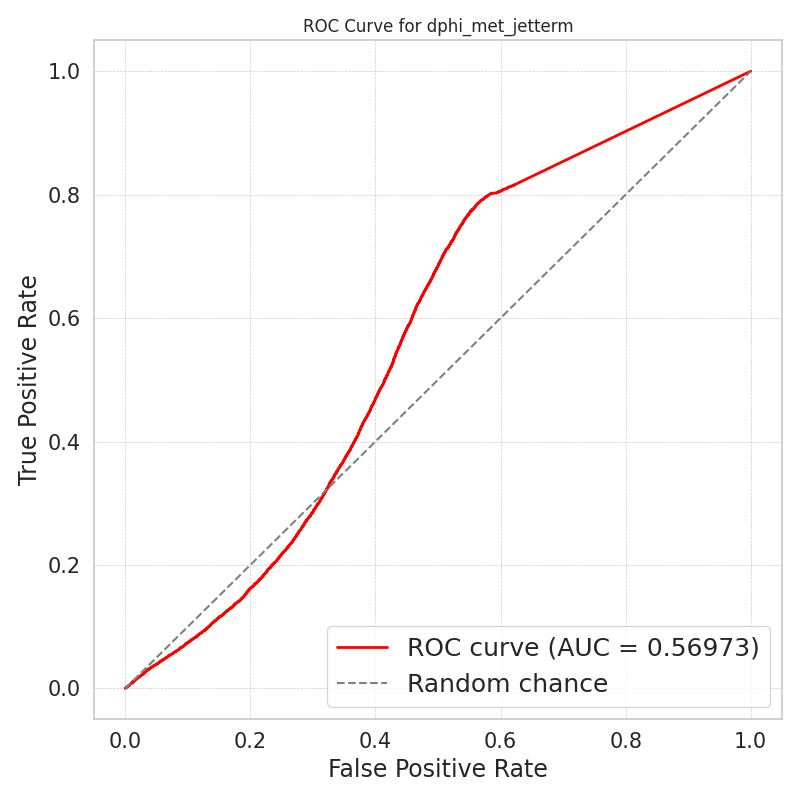 ROC Curve for dphi_met_jetterm
True Positive Rate
1.0
0.8
0.6
0.4
0.2
0.0
ROC curve (AUC = 0.56973)
Random chance
0.0 0.2 0.4 0.6 0.8 1.0
False Positive Rate